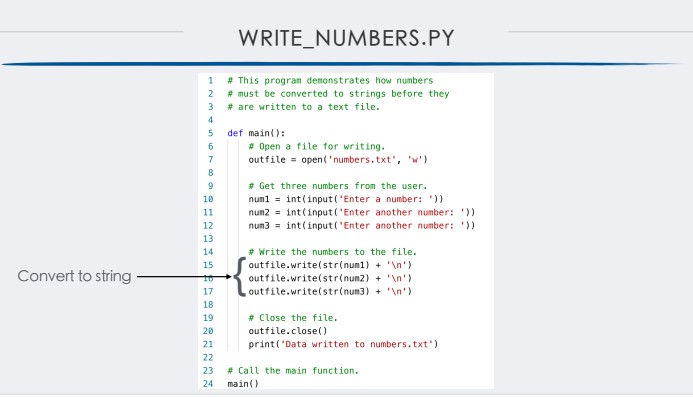 WRITE_NUMBERS.PY
1 # This program demonstrates how numbers
2 # must be converted to strings before they
3 # are written to a text file.
4
5 def main():
6     # Open a file for writing.
7     outfile = open('numbers.txt', 'w')
8
9     # Get three numbers from the user.
10     num1 = int(input('Enter a number: '))
11     num2 = int(input('Enter another number: '))
12     num3 = int(input('Enter another number: '))
13
14     # Write the numbers to the file.
15     outfile.write(str(num1) + '\n')
Convert to string
16     outfile.write(str(num2) + '\n')
17     outfile.write(str(num3) + '\n')
18
19     # Close the file.
20     outfile.close()
21     print('Data written to numbers.txt')
22
23 # Call the main function.
24 main()